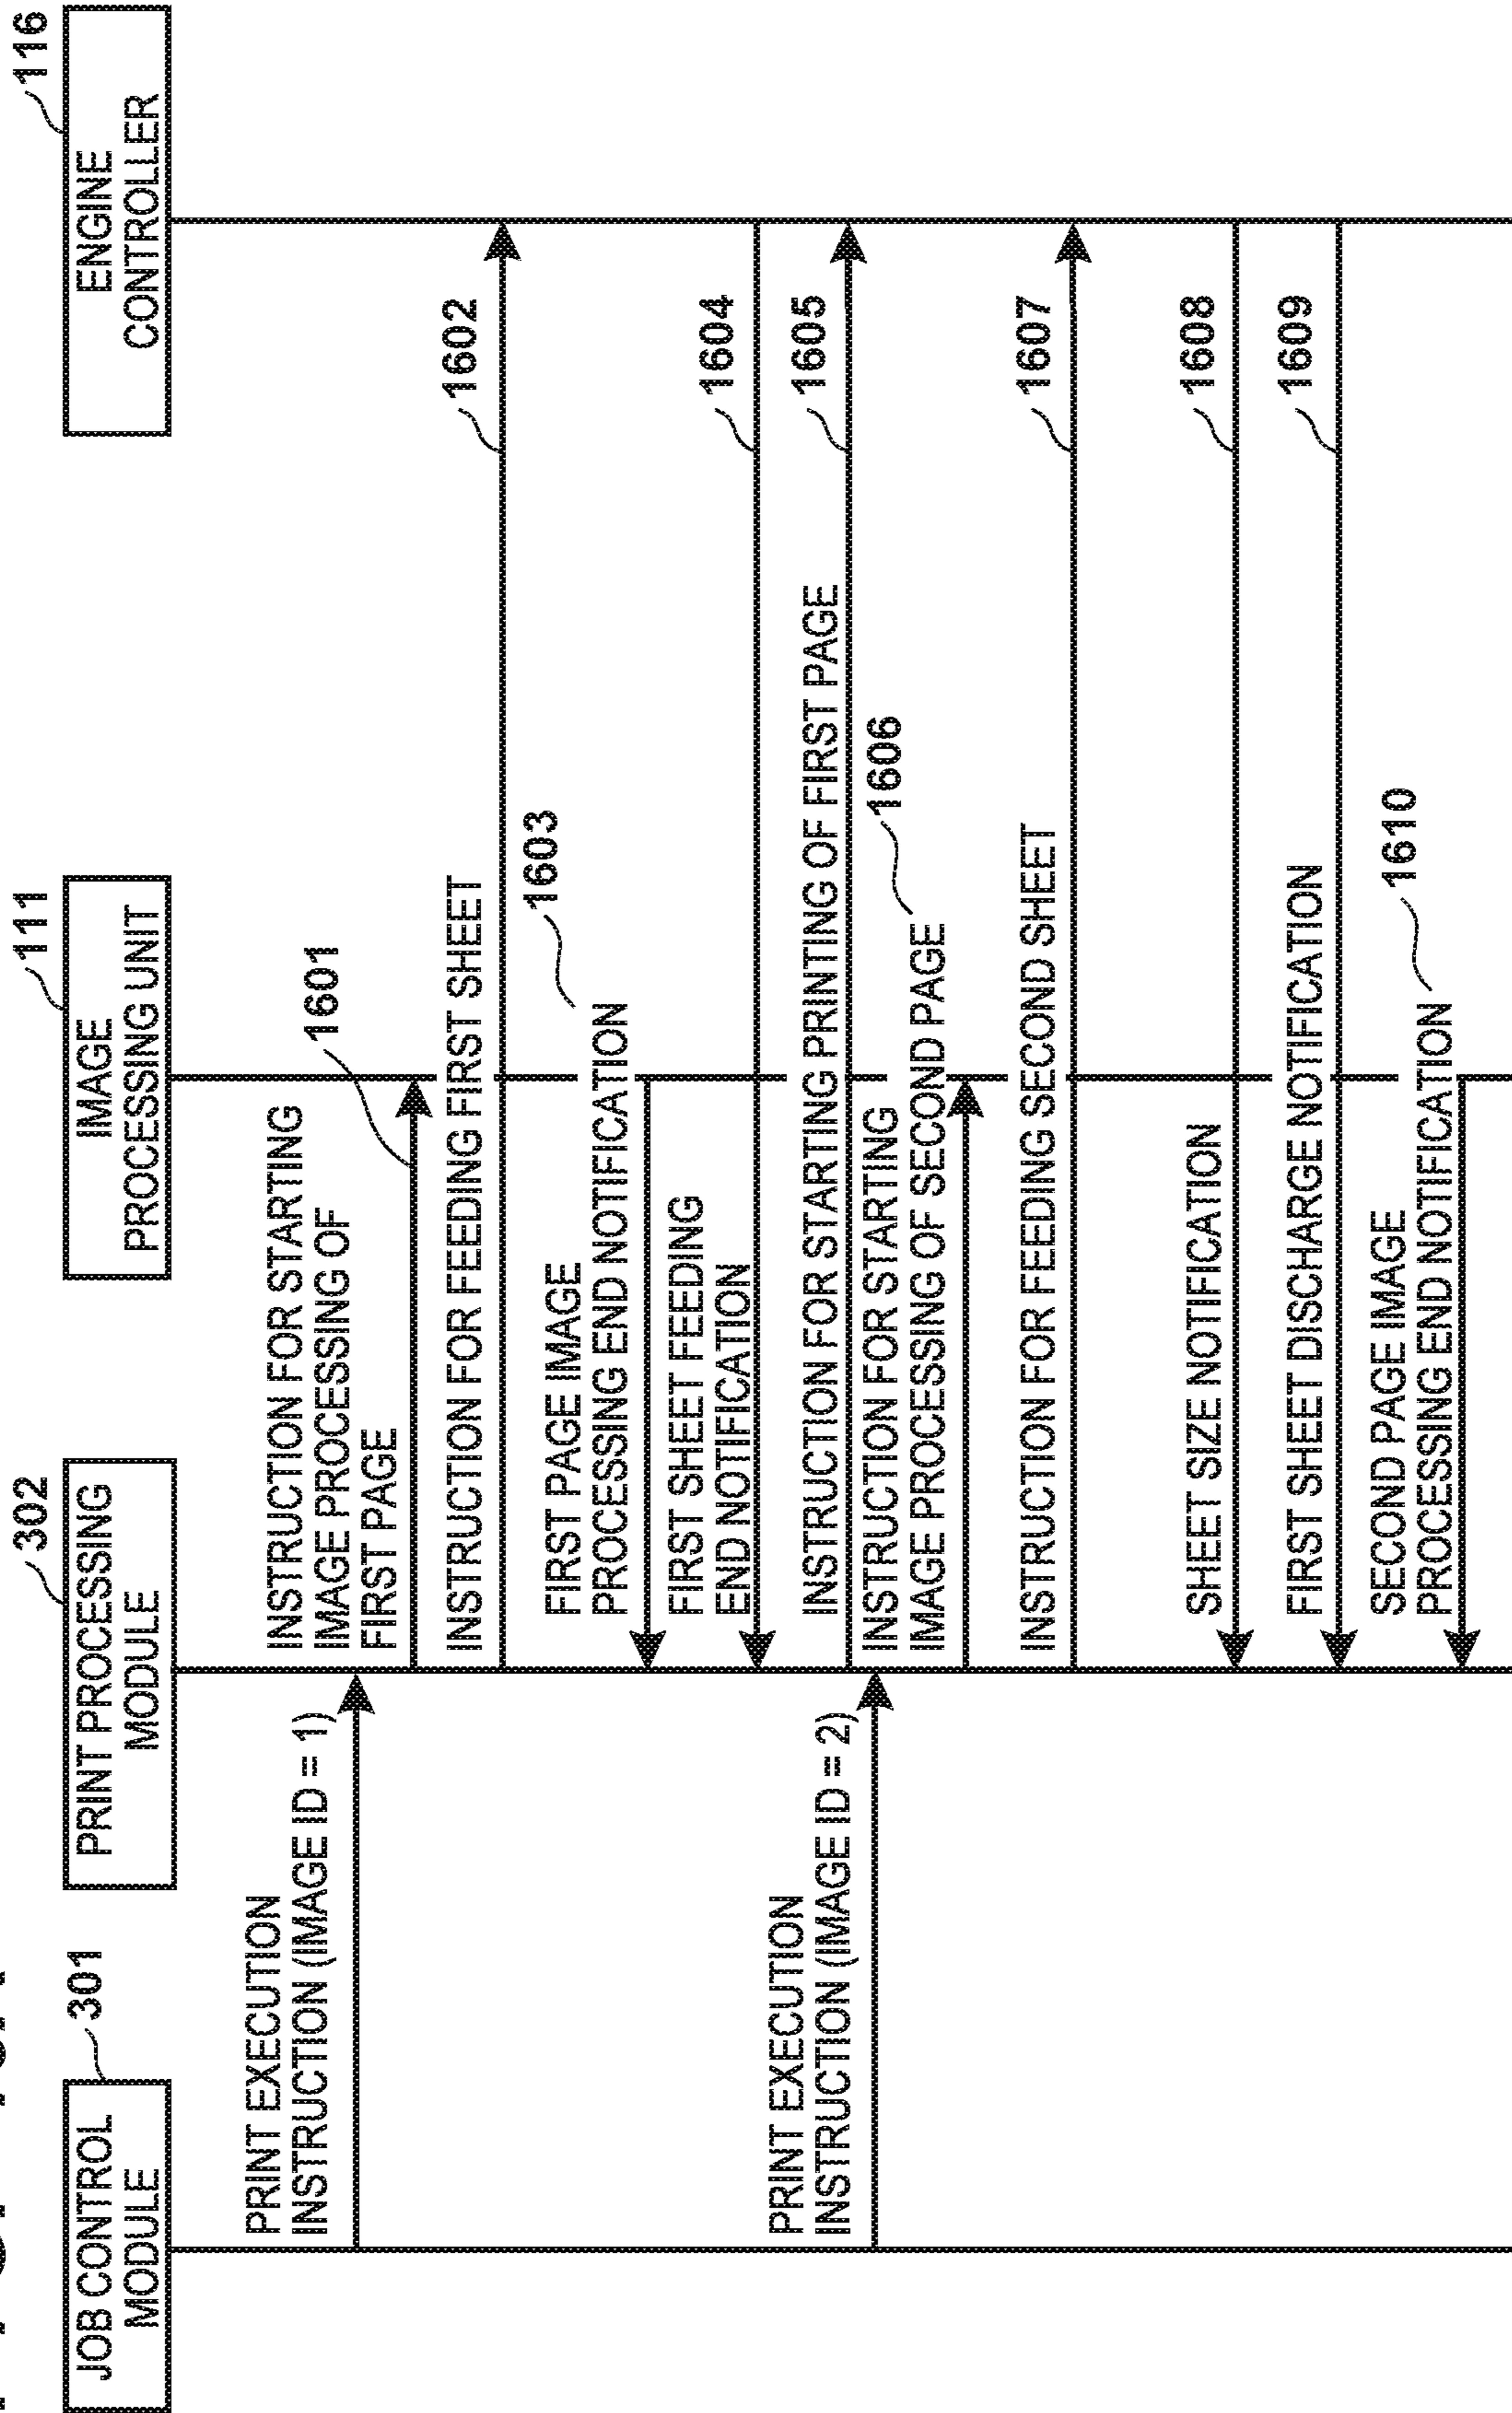 JOB CONTROL
MODULE
301
PRINT PROCESSING
MODULE
302
IMAGE
PROCESSING UNIT
111
ENGINE
CONTROLLER
116
PRINT EXECUTION
INSTRUCTION (IMAGE ID = 1)
INSTRUCTION FOR STARTING
IMAGE PROCESSING OF
FIRST PAGE
1601
INSTRUCTION FOR FEEDING FIRST SHEET
1602
FIRST PAGE IMAGE
PROCESSING END NOTIFICATION
1603
FIRST SHEET FEEDING
END NOTIFICATION
1604
PRINT EXECUTION
INSTRUCTION (IMAGE ID = 2)
INSTRUCTION FOR STARTING PRINTING OF FIRST PAGE
1605
INSTRUCTION FOR STARTING
IMAGE PROCESSING OF SECOND PAGE
1606
INSTRUCTION FOR FEEDING SECOND SHEET
1607
SHEET SIZE NOTIFICATION
1608
FIRST SHEET DISCHARGE NOTIFICATION
1609
SECOND PAGE IMAGE
PROCESSING END NOTIFICATION
1610